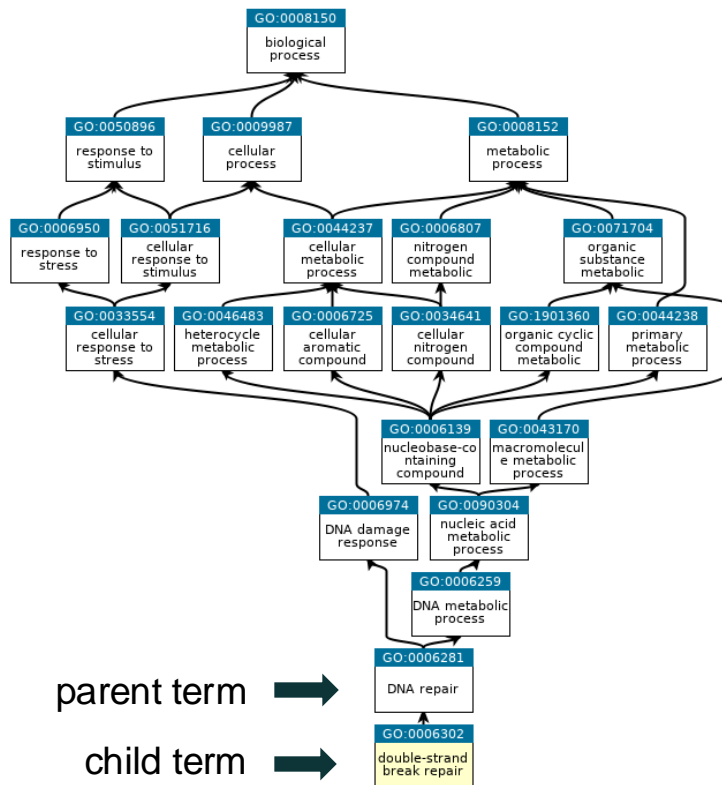 GO:0008150
biological
process
GO:0050896
response to
stimulus
GO:0009987
cellular
process
GO:0008152
metabolic
process
GO:0006950
response to
stress
GO:0051716
cellular
response to
stimulus
GO:0044237
cellular
metabolic
process
GO:0006807
nitrogen
compound
metabolic
GO:0071704
organic
substance
metabolic
GO:0033554
cellular
response to
stress
GO:0046483
heterocycle
metabolic
process
GO:0006725
cellular
aromatic
compound
GO:0034641
cellular
nitrogen
compound
GO:1901360
organic cyclic
compound
metabolic
GO:0044238
primary
metabolic
process
GO:0006139
nucleobase-co
ntaining
compound
GO:0043170
macromolecul
e metabolic
process
GO:0006974
DNA damage
response
GO:0090304
nucleic acid
metabolic
process
GO:0006259
DNA metabolic
process
GO:0006281
DNA repair
parent term
GO:0006302
double-strand
break repair
child term